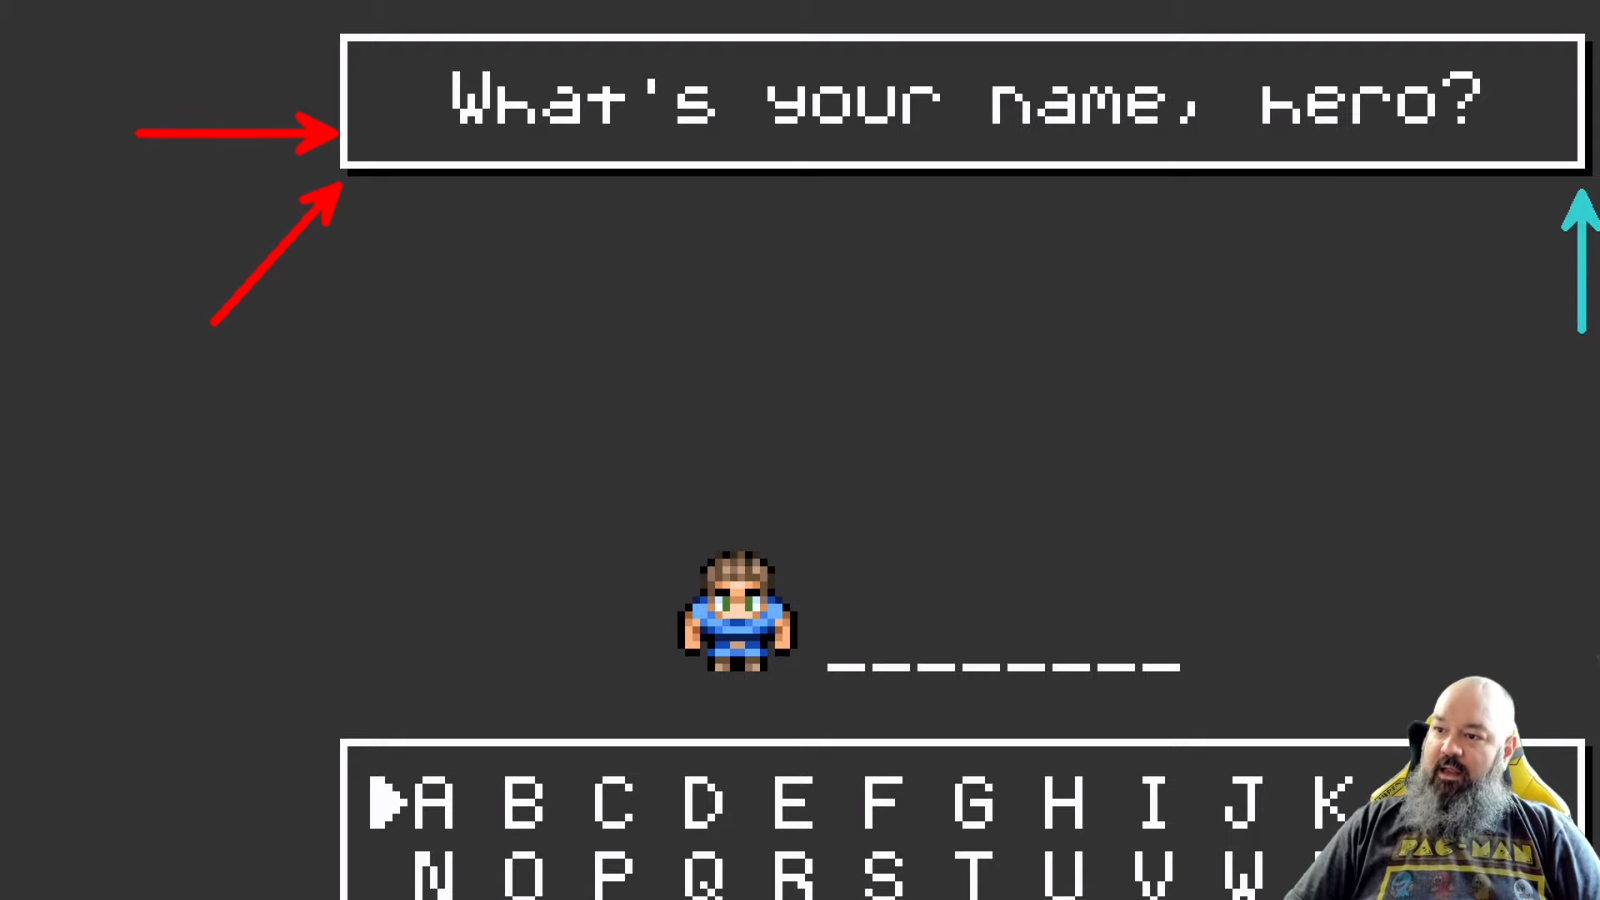 What's your name, hero?
A B C D E F G H I J K
N O P Q R S T U V W
PAC-MAN